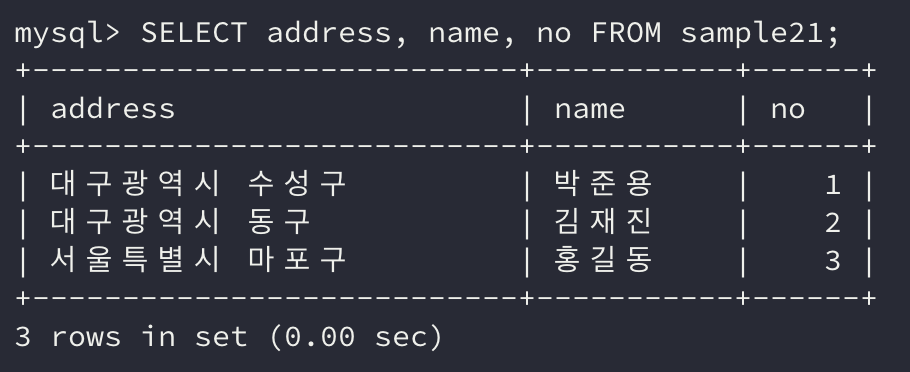 mysql> SELECT address, name, no FROM sample21;
+---------------------------+-----------+------+
| address                   | name      | no   |
+---------------------------+-----------+------+
| 대구광역시 수성구 | 박준용 | 1 |
| 대구광역시 동구 | 김재진 | 2 |
| 서울특별시 마포구 | 홍길동 | 3 |
+---------------------------+-----------+------+
3 rows in set (0.00 sec)